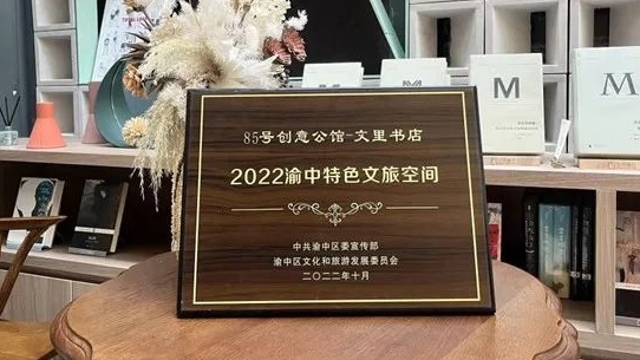 85号创意公馆-文里书店
2022渝中特色文旅空间
中共渝中区委宣传部
渝中区文化和旅游发展委员会
二〇二二年十月
M
M